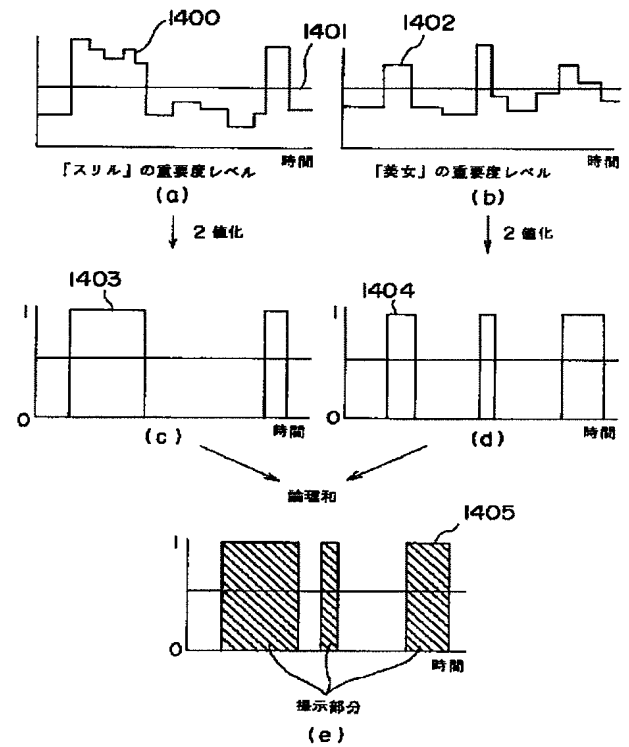 1400
1401
1402
時間
時間
「スリル」の重要度レベル
「美女」の重要度レベル
(a)
(b)
2値化
2値化
1403
1404
1
1
0
0
(c)
時間
(d)
時間
論理和
1405
1
0
時間
提示部分
(e)